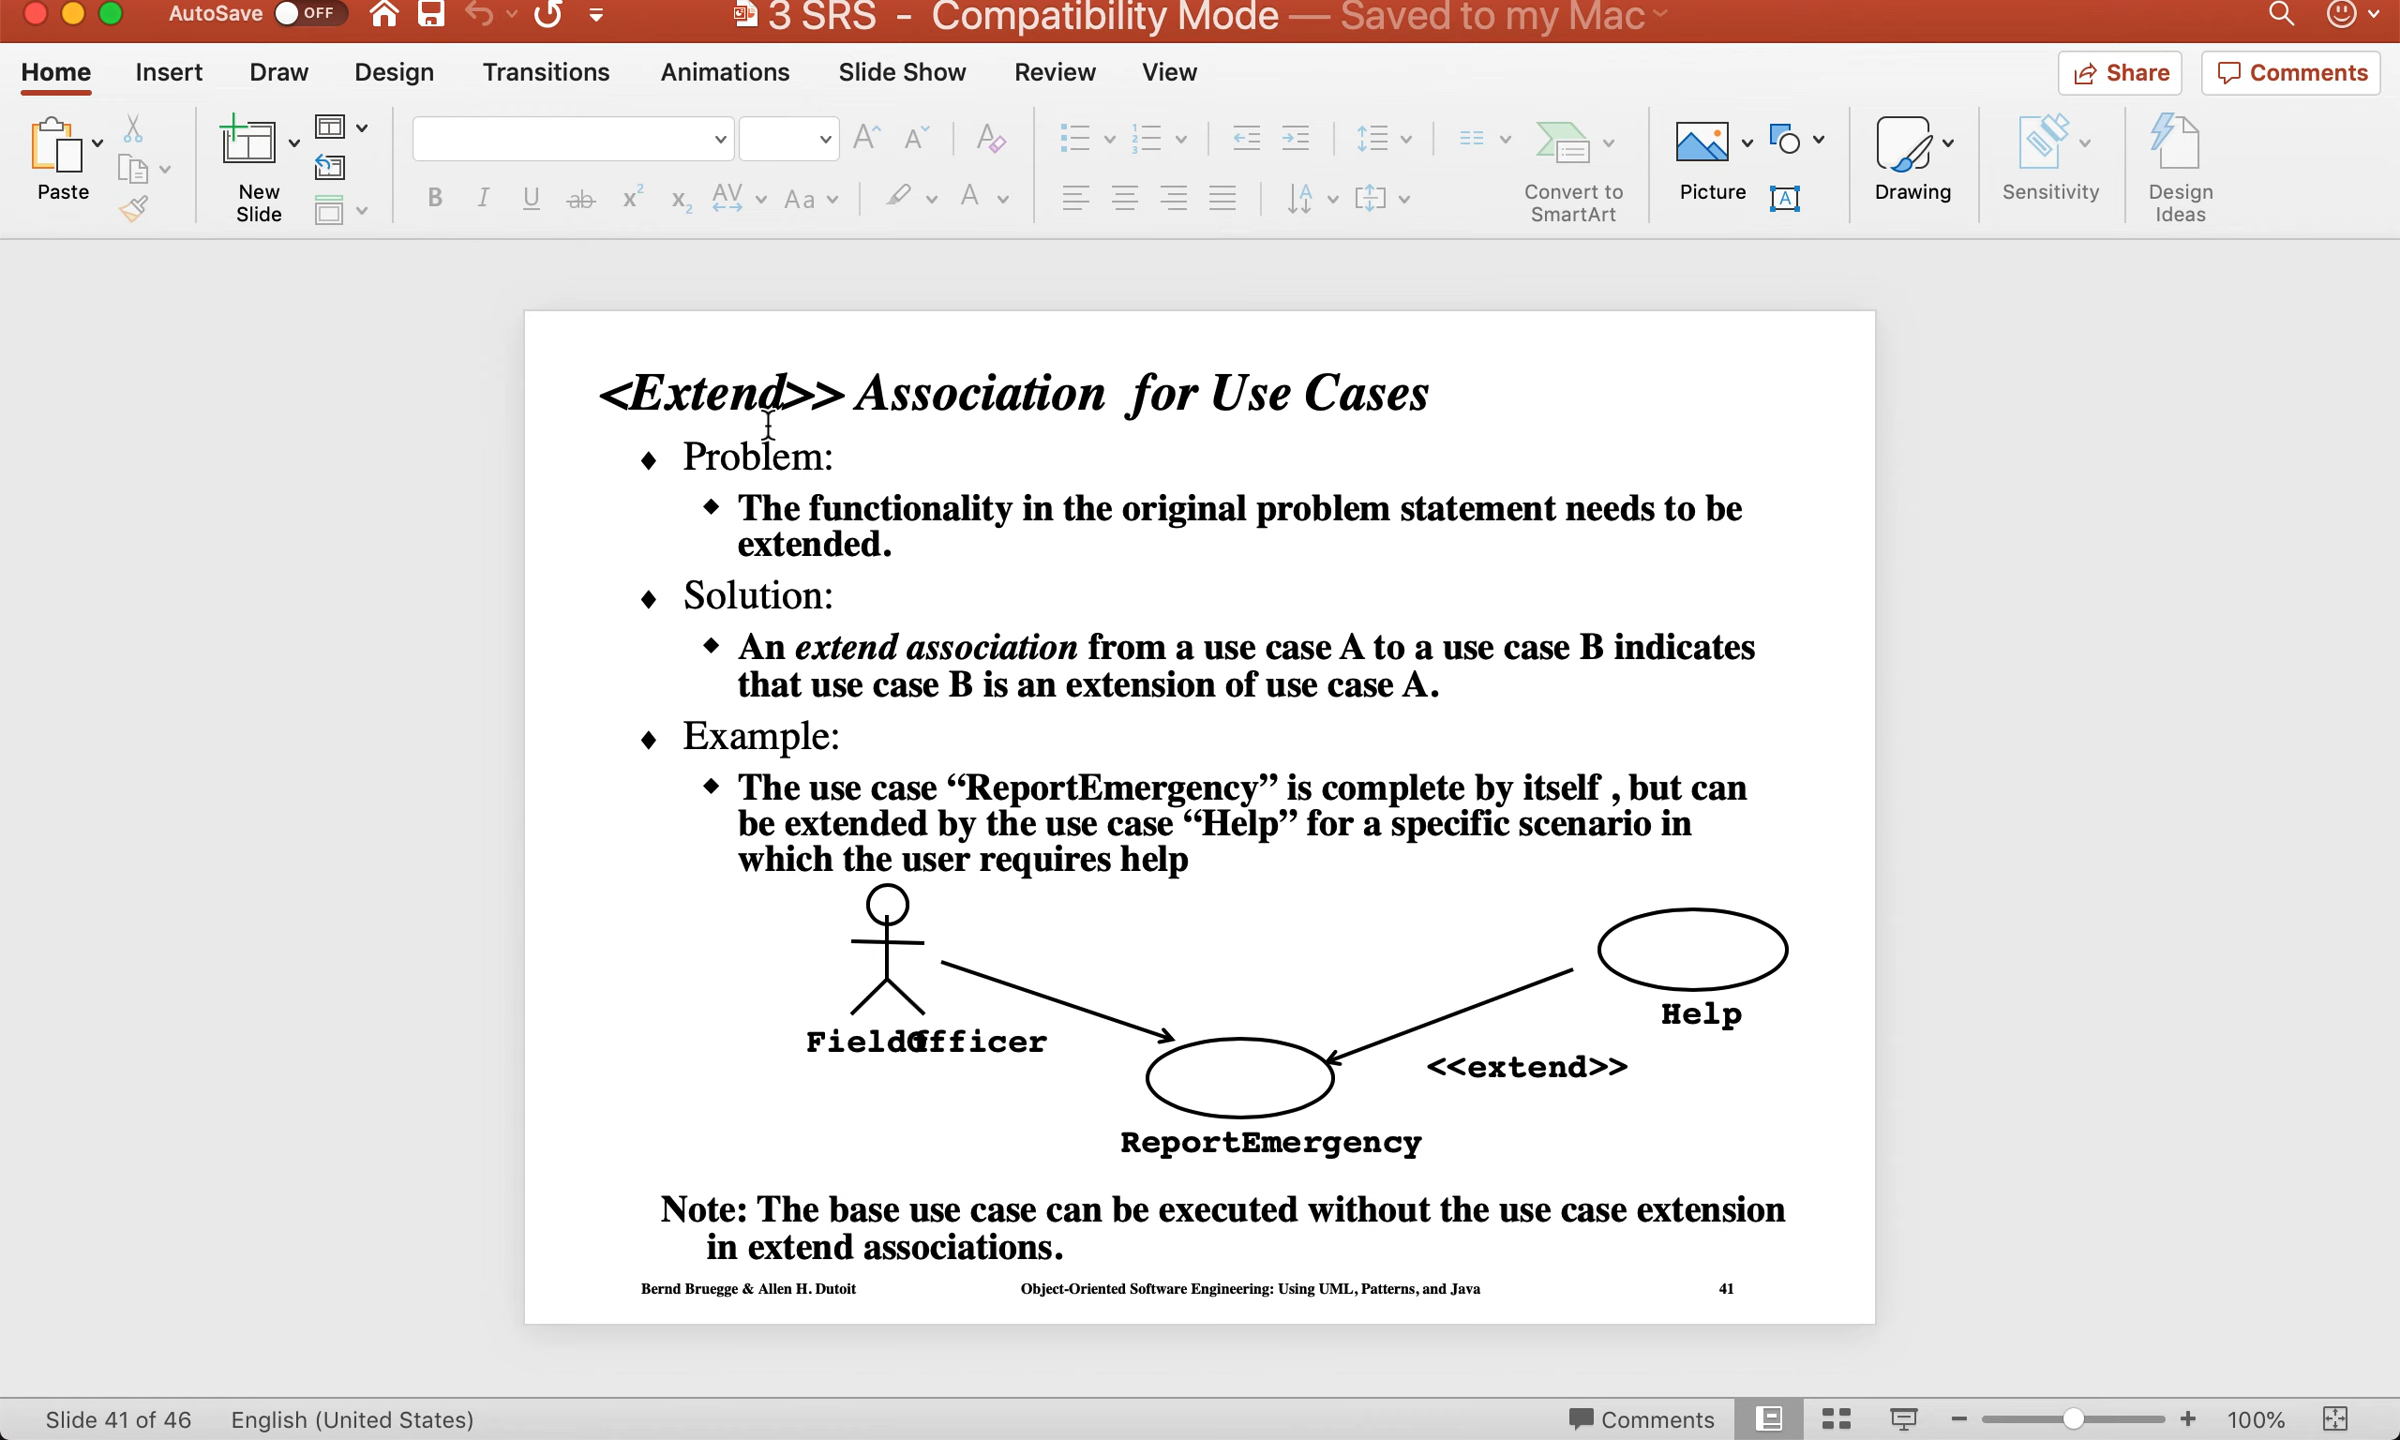 AutoSave OFF 3 SRS - Compatibility Mode — Saved to my Mac
Home Insert Draw Design Transitions Animations Slide Show Review View Share Comments
Paste
New
Slide
B I U ab x² x₂ AV Aa A
Convert to
SmartArt
Picture A
Drawing
Sensitivity
Design
Ideas
<Extend>> Association for Use Cases
♦ Problem:
◆ The functionality in the original problem statement needs to be
extended.
♦ Solution:
◆ An extend association from a use case A to a use case B indicates
that use case B is an extension of use case A.
♦ Example:
◆ The use case “ReportEmergency” is complete by itself , but can
be extended by the use case “Help” for a specific scenario in
which the user requires help
Help
FieldOfficer
<<extend>>
ReportEmergency
Note: The base use case can be executed without the use case extension
in extend associations.
Bernd Bruegge & Allen H. Dutoit Object-Oriented Software Engineering: Using UML, Patterns, and Java 41
Slide 41 of 46 English (United States) Comments 100%